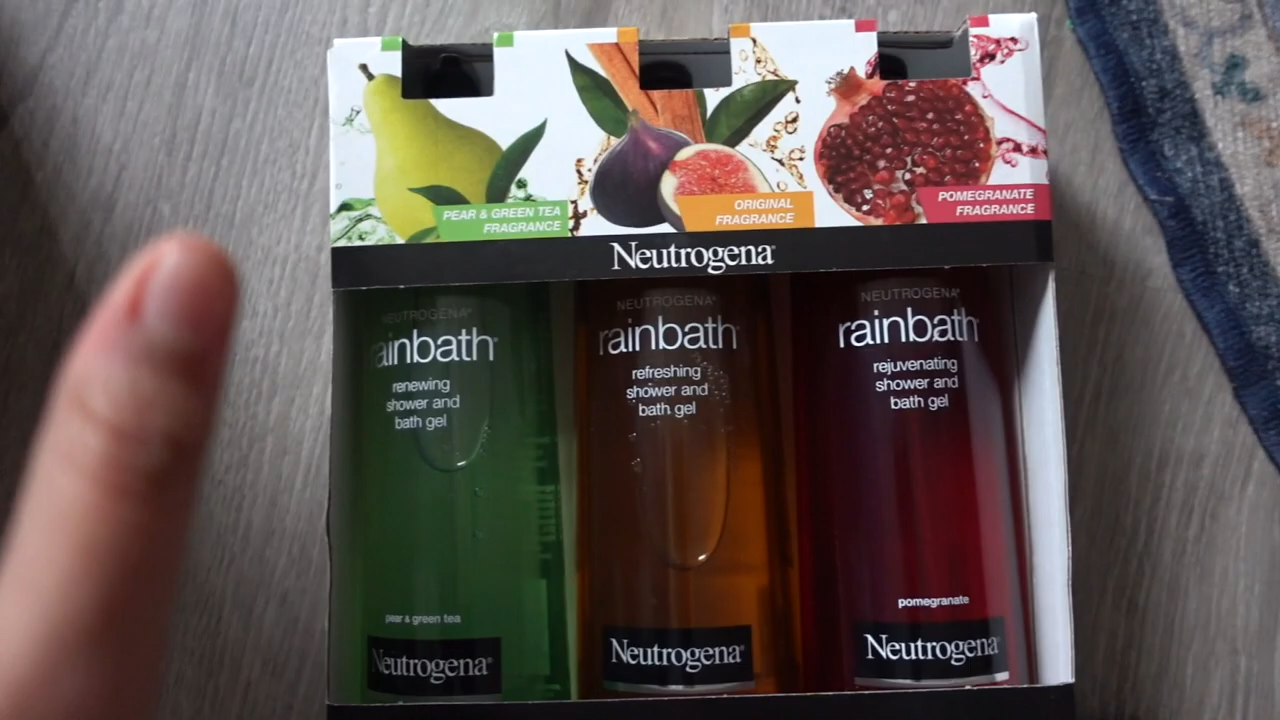 PEAR & GREEN TEA
FRAGRANCE
ORIGINAL
FRAGRANCE
POMEGRANATE
FRAGRANCE
Neutrogena®
NEUTROGENA®
rainbath®
renewing
shower and
bath gel
pear & green tea
Neutrogena®
NEUTROGENA®
rainbath®
refreshing
shower and
bath gel
Neutrogena®
NEUTROGENA®
rainbath®
rejuvenating
shower and
bath gel
pomegranate
Neutrogena®